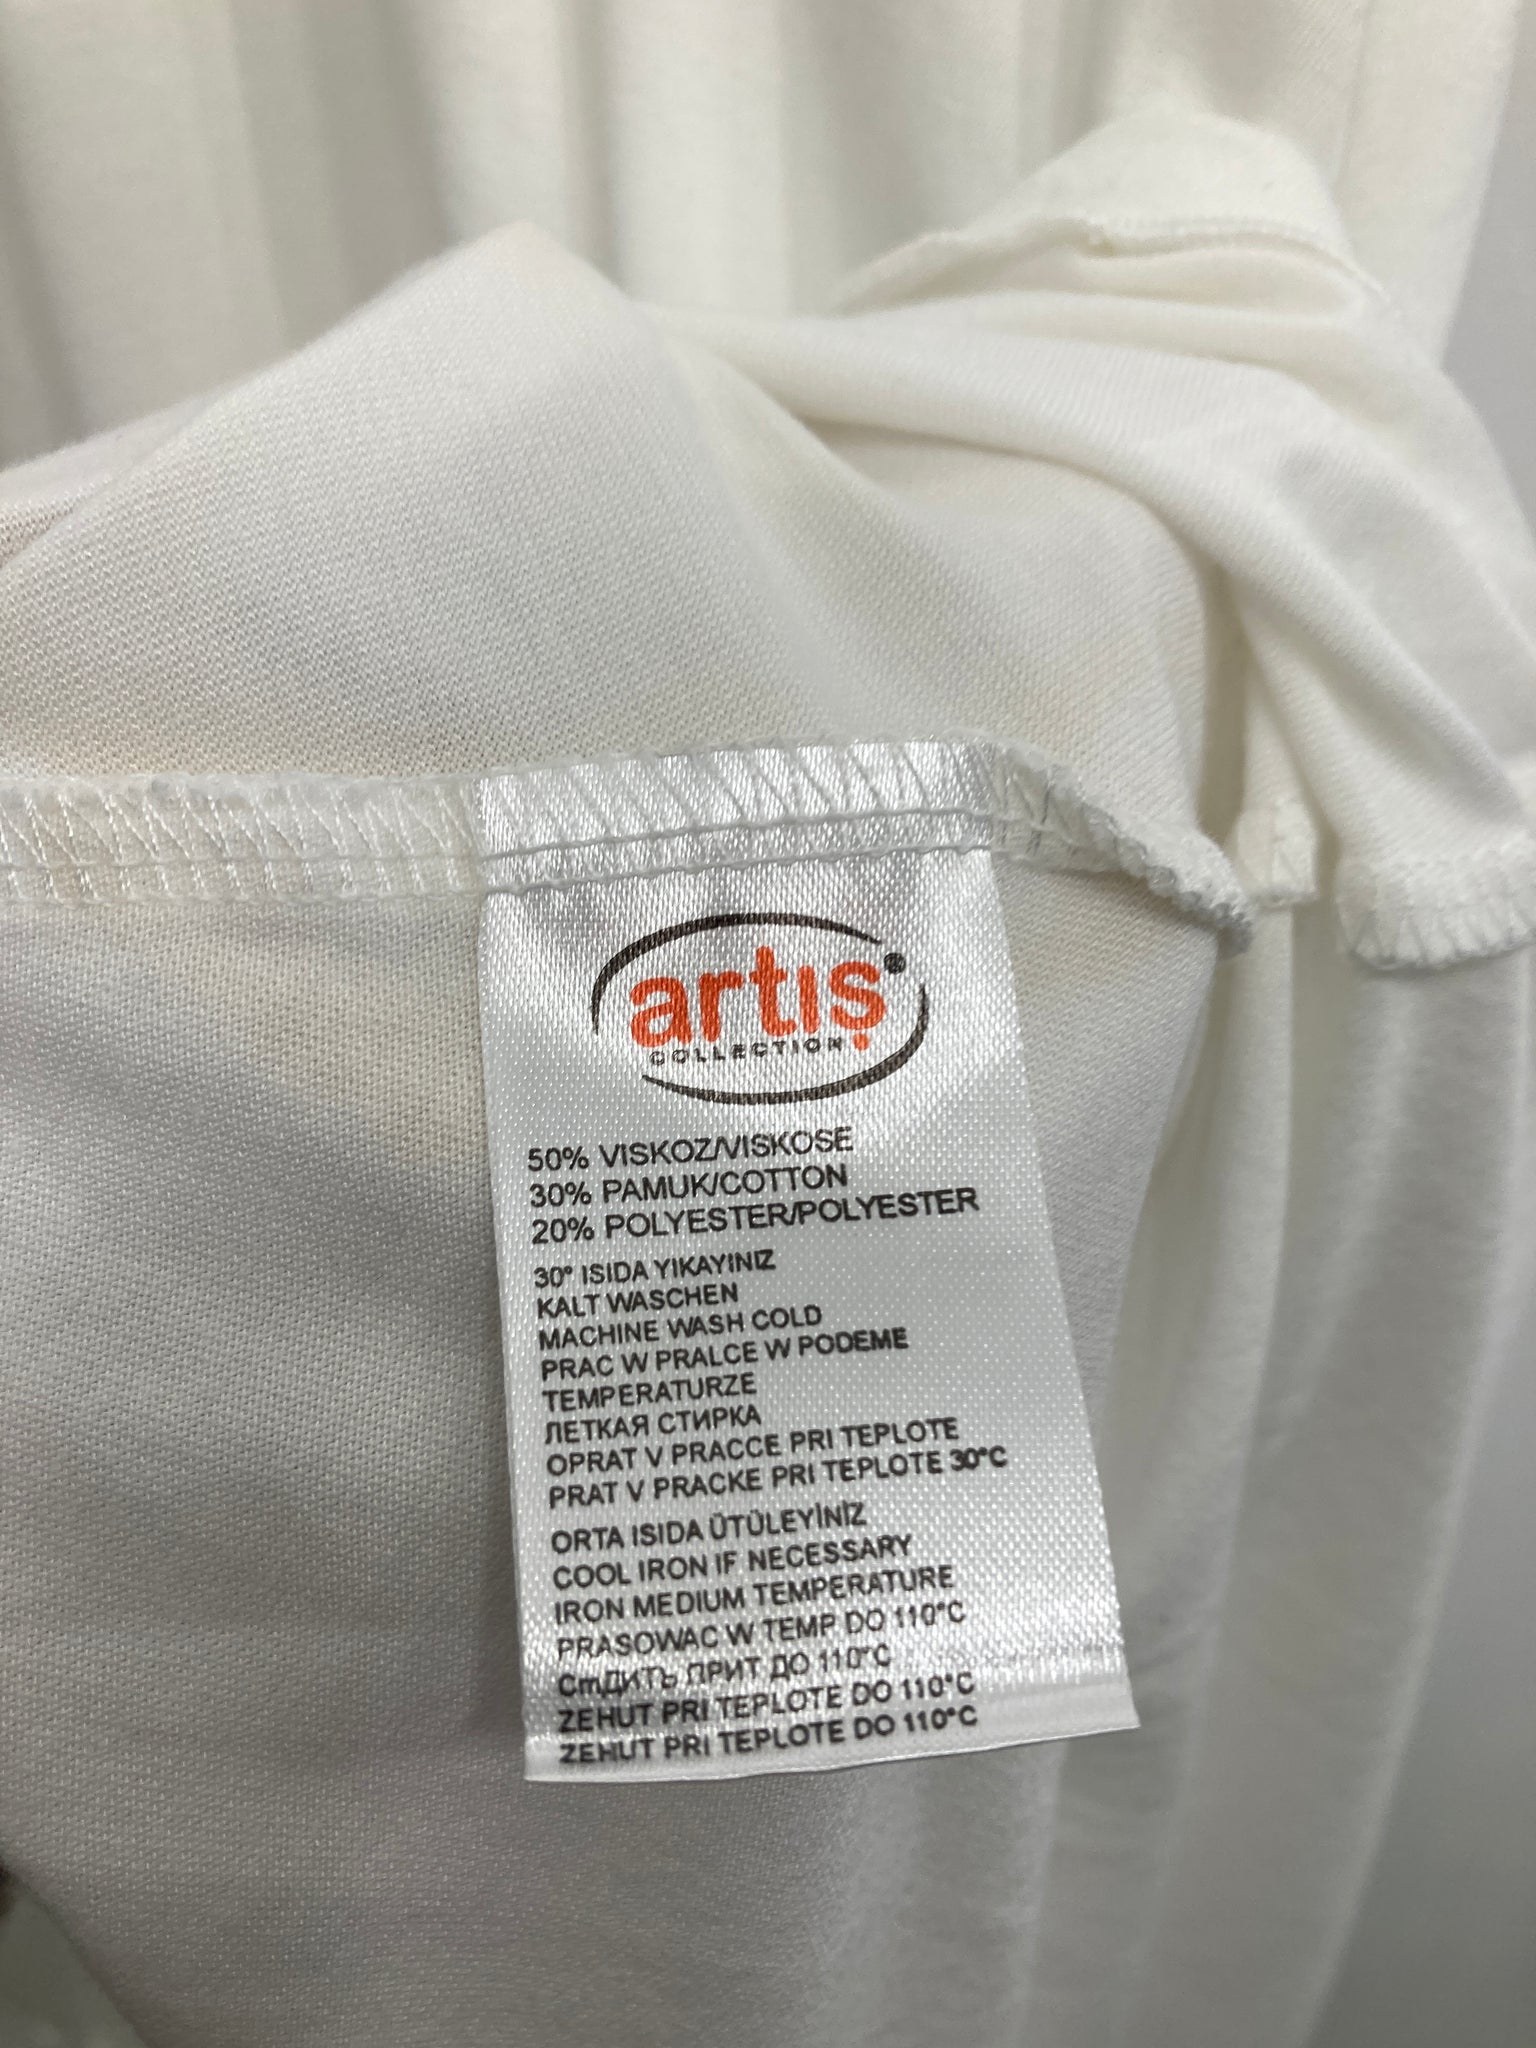 artış
COLLECTION
50% VISKOZ/VISKOSE
30% PAMUK/COTTON
20% POLYESTER/POLYESTER
30° ISIDA YIKAYINIZ
KALT WASCHEN
MACHINE WASH COLD
PRAC W PRALCE W PODEME
TEMPERATURZE
ЛЕТКАЯ СТИРКА
OPRAT V PRACCE PRI TEPLOTE
PRAT V PRACKE PRI TEPLOTE 30°C
ORTA ISIDA ÜTÜLEYİNİZ
COOL IRON IF NECESSARY
IRON MEDIUM TEMPERATURE
PRASOWAC W TEMP DO 110°C
СтДИТЬ ПРИТ ДО 110°C
ZEHUT PRI TEPLOTE DO 110°C
ZEHUT PRI TEPLOTE DO 110°C